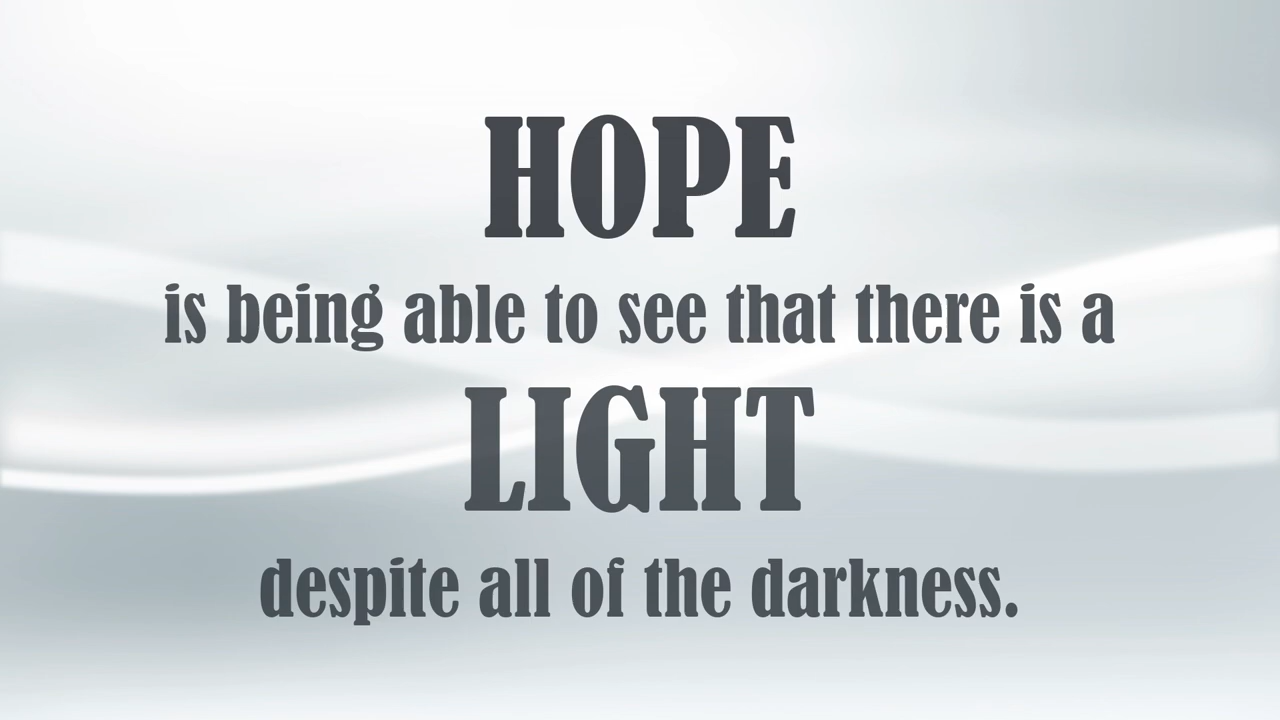 HOPE
is being able to see that there is a
LIGHT
despite all of the darkness.